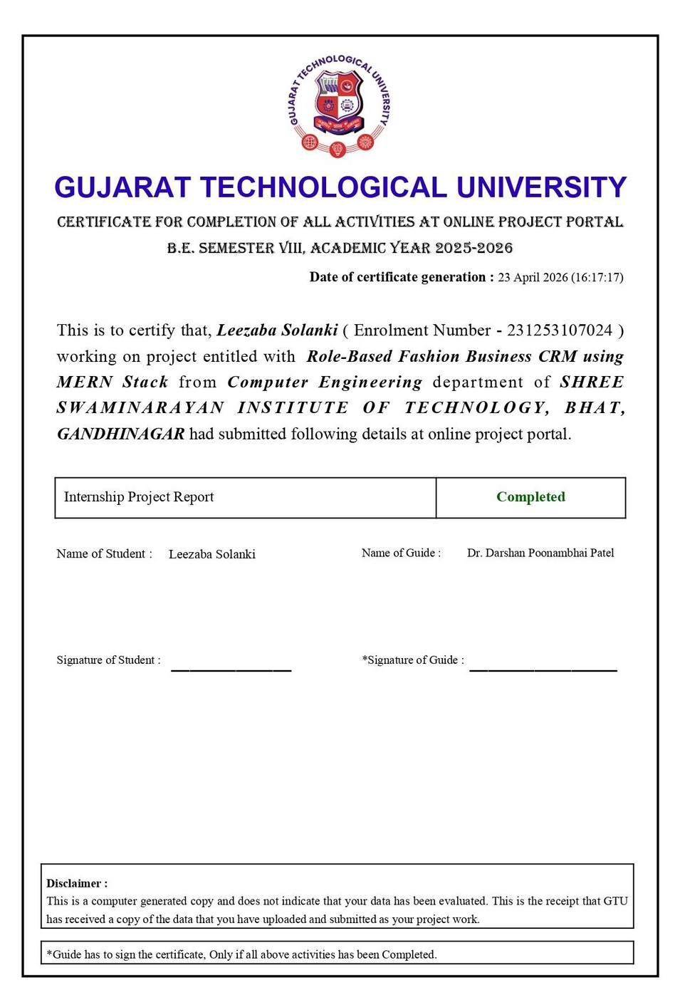 GUJARAT TECHNOLOGICAL UNIVERSITY
GUJARAT TECHNOLOGICAL UNIVERSITY
CERTIFICATE FOR COMPLETION OF ALL ACTIVITIES AT ONLINE PROJECT PORTAL
B.E. SEMESTER VIII, ACADEMIC YEAR 2025-2026
Date of certificate generation : 23 April 2026 (16:17:17)
This is to certify that, Leezaba Solanki ( Enrolment Number - 231253107024 )
working on project entitled with Role-Based Fashion Business CRM using
MERN Stack from Computer Engineering department of SHREE
SWAMINARAYAN INSTITUTE OF TECHNOLOGY, BHAT,
GANDHINAGAR had submitted following details at online project portal.
Internship Project Report Completed
Name of Student : Leezaba Solanki Name of Guide : Dr. Darshan Poonambhai Patel
Signature of Student : *Signature of Guide :
Disclaimer :
This is a computer generated copy and does not indicate that your data has been evaluated. This is the receipt that GTU
has received a copy of the data that you have uploaded and submitted as your project work.
*Guide has to sign the certificate, Only if all above activities has been Completed.